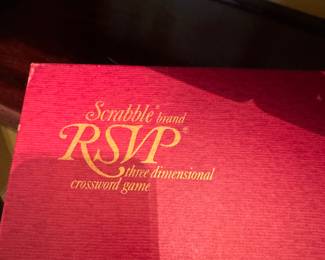 Scrabble® brand
RSVP®
three dimensional
crossword game